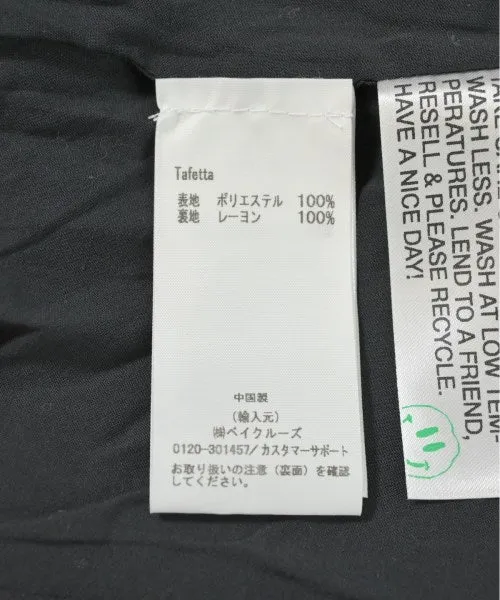 Tafetta
表地 ポリエステル 100%
裏地 レーヨン 100%
中国製
(輸入元)
㈱ベイクルーズ
0120-301457/カスタマーサポート
お取り扱いの注意(裏面)を確認
してください。
WASH LESS. WASH AT LOW TEM-
PERATURES. LEND TO A FRIEND,
RESELL & PLEASE RECYCLE.
HAVE A NICE DAY!